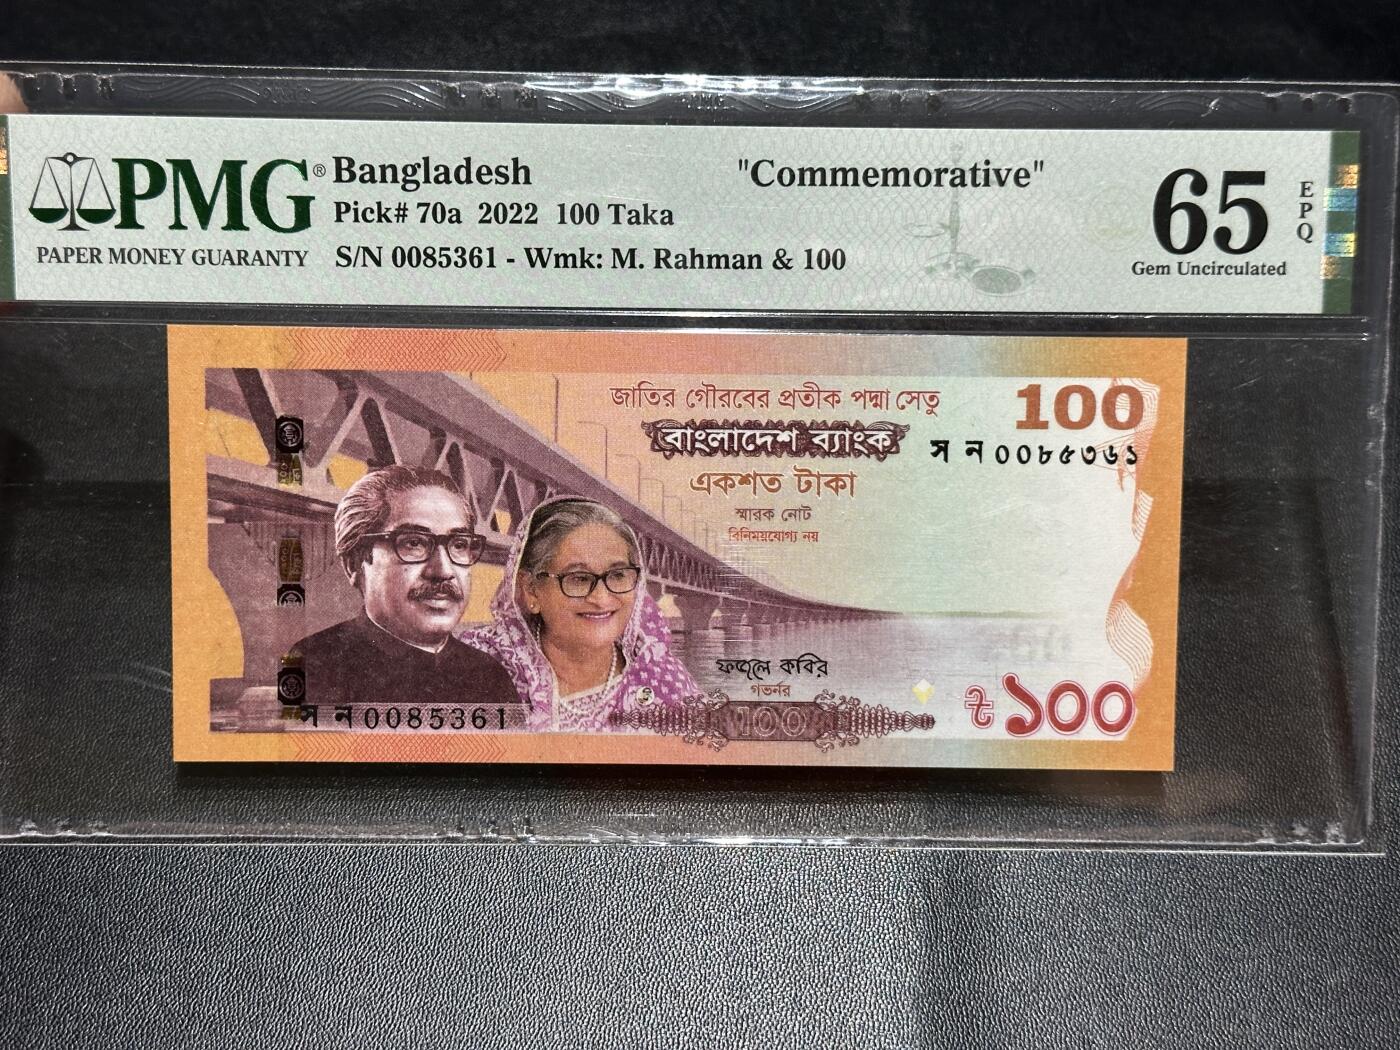 PMG®
PAPER MONEY GUARANTY
Bangladesh
Pick# 70a 2022 100 Taka
S/N 0085361 - Wmk: M. Rahman & 100
"Commemorative"
65
EPQ
Gem Uncirculated
জাতির গৌরবের প্রতীক পদ্মা সেতু
100
বাংলাদেশ ব্যাংক
স ন ০০৮৫৩৬১
একশত টাকা
স্মারক নোট
বিনিময়যোগ্য নয়
ফজলে কবির
গভর্নর
স ন 0085361
100
৳১০০